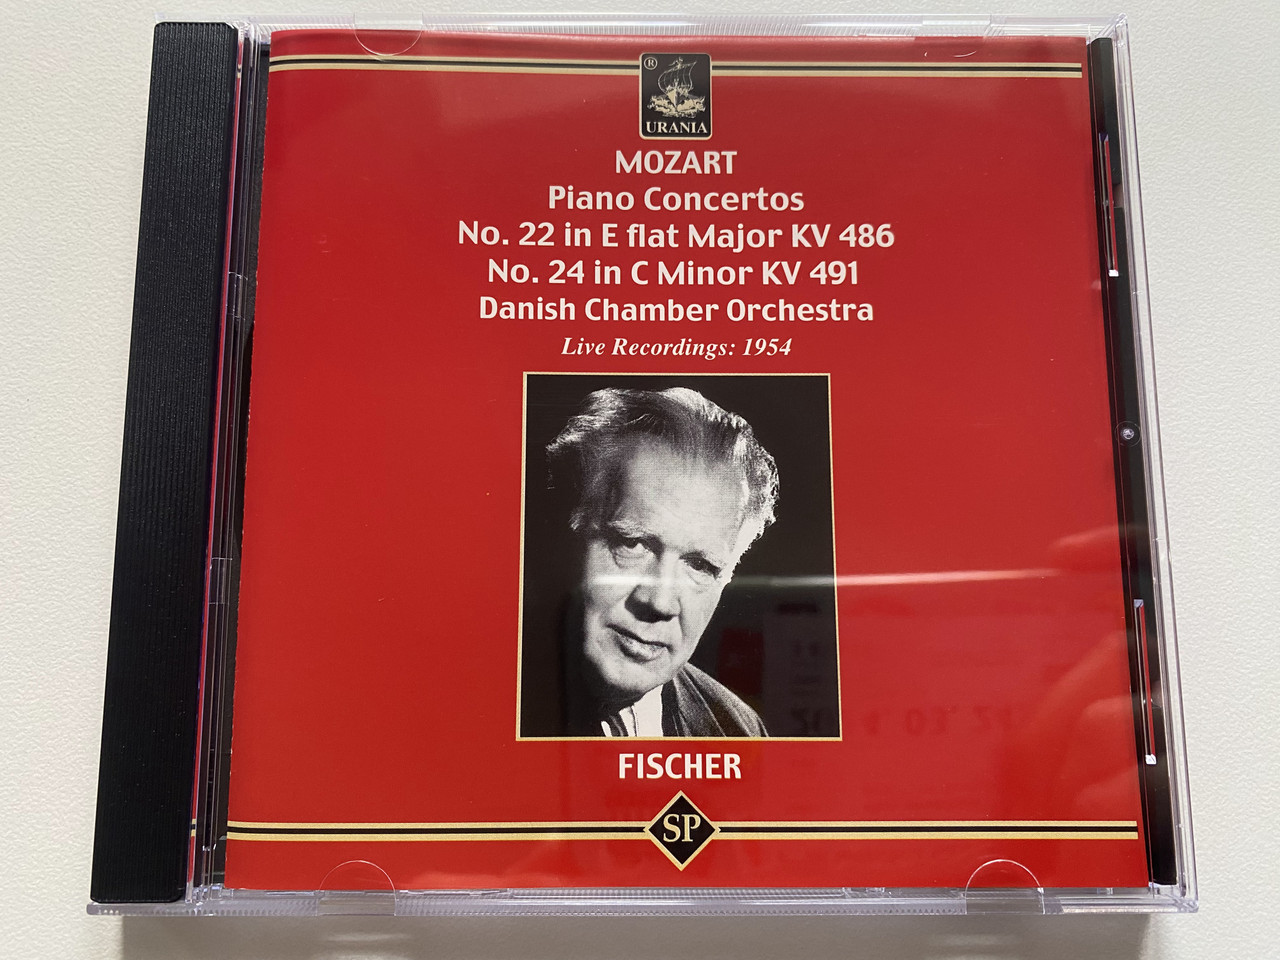 ®
URANIA
MOZART
Piano Concertos
No. 22 in E flat Major KV 486
No. 24 in C Minor KV 491
Danish Chamber Orchestra
Live Recordings: 1954
FISCHER
SP